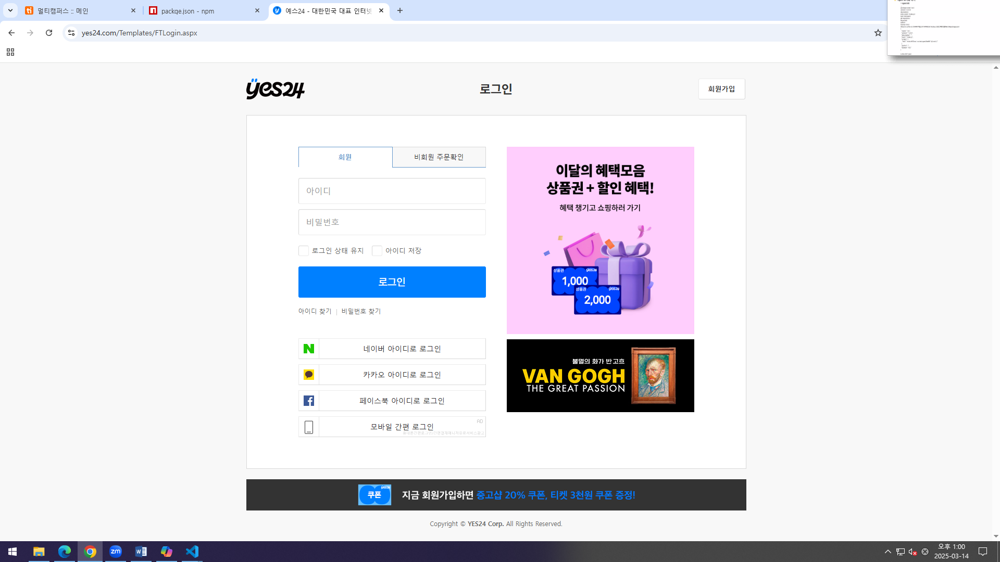 멀티캠퍼스 :: 메인
packge.json - npm
예스24 - 대한민국 대표 인터넷
yes24.com/Templates/FTLogin.aspx
yes24
로그인
회원가입
회원
비회원 주문확인
아이디
비밀번호
로그인 상태 유지
아이디 저장
로그인
아이디 찾기
비밀번호 찾기
네이버 아이디로 로그인
카카오 아이디로 로그인
페이스북 아이디로 로그인
모바일 간편 로그인
AD
이달의 혜택모음
상품권 + 할인 혜택!
혜택 챙기고 쇼핑하러 가기
상품권 yes24
1,000
상품권 yes24
2,000
불멸의 화가 반 고흐
VAN GOGH
THE GREAT PASSION
yes24
쿠폰
지금 회원가입하면 중고샵 20% 쿠폰, 티켓 3천원 쿠폰 증정!
Copyright © YES24 Corp. All Rights Reserved.
zm
오후 1:00
2025-03-14